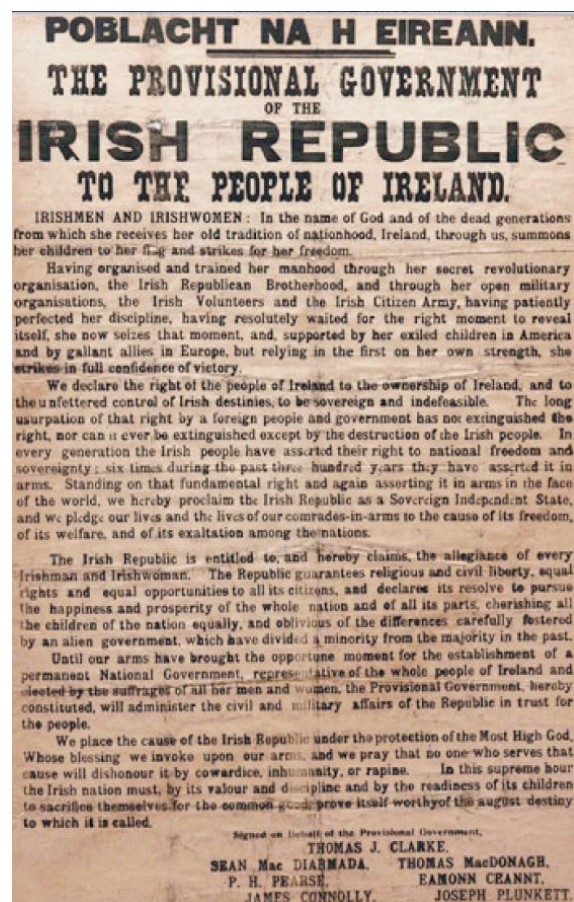 POBLACHT NA H EIREANN.
THE PROVISIONAL GOVERNMENT
OF THE
IRISH REPUBLIC
TO THE PEOPLE OF IRELAND.
IRISHMEN AND IRISHWOMEN : In the name of God and of the dead generations
from which she receives her old tradition of nationhood, Ireland, through us, summons
her children to her flag and strikes for her freedom.
Having organised and trained her manhood through her secret revolutionary
organisation, the Irish Republican Brotherhood, and through her open military
organisations, the Irish Volunteers and the Irish Citizen Army, having patiently
perfected her discipline, having resolutely waited for the right moment to reveal
itself, she now seizes that moment, and, supported by her exiled children in America
and by gallant allies in Europe, but relying in the first on her own strength, she
strikes in full confidence of victory.
We declare the right of the people of Ireland to the ownership of Ireland, and to
the unfettered control of Irish destinies, to be sovereign and indefeasible. The long
usurpation of that right by a foreign people and government has not extinguished the
right, nor can it ever be extinguished except by the destruction of the Irish people. In
every generation the Irish people have asserted their right to national freedom and
sovereignty ; six times during the past three hundred years they have asserted it in
arms. Standing on that fundamental right and again asserting it in arms in the face
of the world, we hereby proclaim the Irish Republic as a Sovereign Independent State,
and we pledge our lives and the lives of our comrades-in-arms to the cause of its freedom,
of its welfare, and of its exaltation among the nations.
The Irish Republic is entitled to, and hereby claims, the allegiance of every
Irishman and Irishwoman. The Republic guarantees religious and civil liberty, equal
rights and equal opportunities to all its citizens, and declares its resolve to pursue
the happiness and prosperity of the whole nation and of all its parts, cherishing all
the children of the nation equally, and oblivious of the differences carefully fostered
by an alien government, which have divided a minority from the majority in the past.
Until our arms have brought the opportune moment for the establishment of a
permanent National Government, representative of the whole people of Ireland and
elected by the suffrages of all her men and women, the Provisional Government, hereby
constituted, will administer the civil and military affairs of the Republic in trust for
the people.
We place the cause of the Irish Republic under the protection of the Most High God,
Whose blessing we invoke upon our arms, and we pray that no one who serves that
cause will dishonour it by cowardice, inhumanity, or rapine. In this supreme hour
the Irish nation must, by its valour and discipline and by the readiness of its children
to sacrifice themselves for the common good, prove itself worthy of the august destiny
to which it is called.
Signed on Behalf of the Provisional Government,
THOMAS J. CLARKE,
SEAN Mac DIARMADA, THOMAS MacDONAGH,
P. H. PEARSE, EAMONN CEANNT,
JAMES CONNOLLY, JOSEPH PLUNKETT.